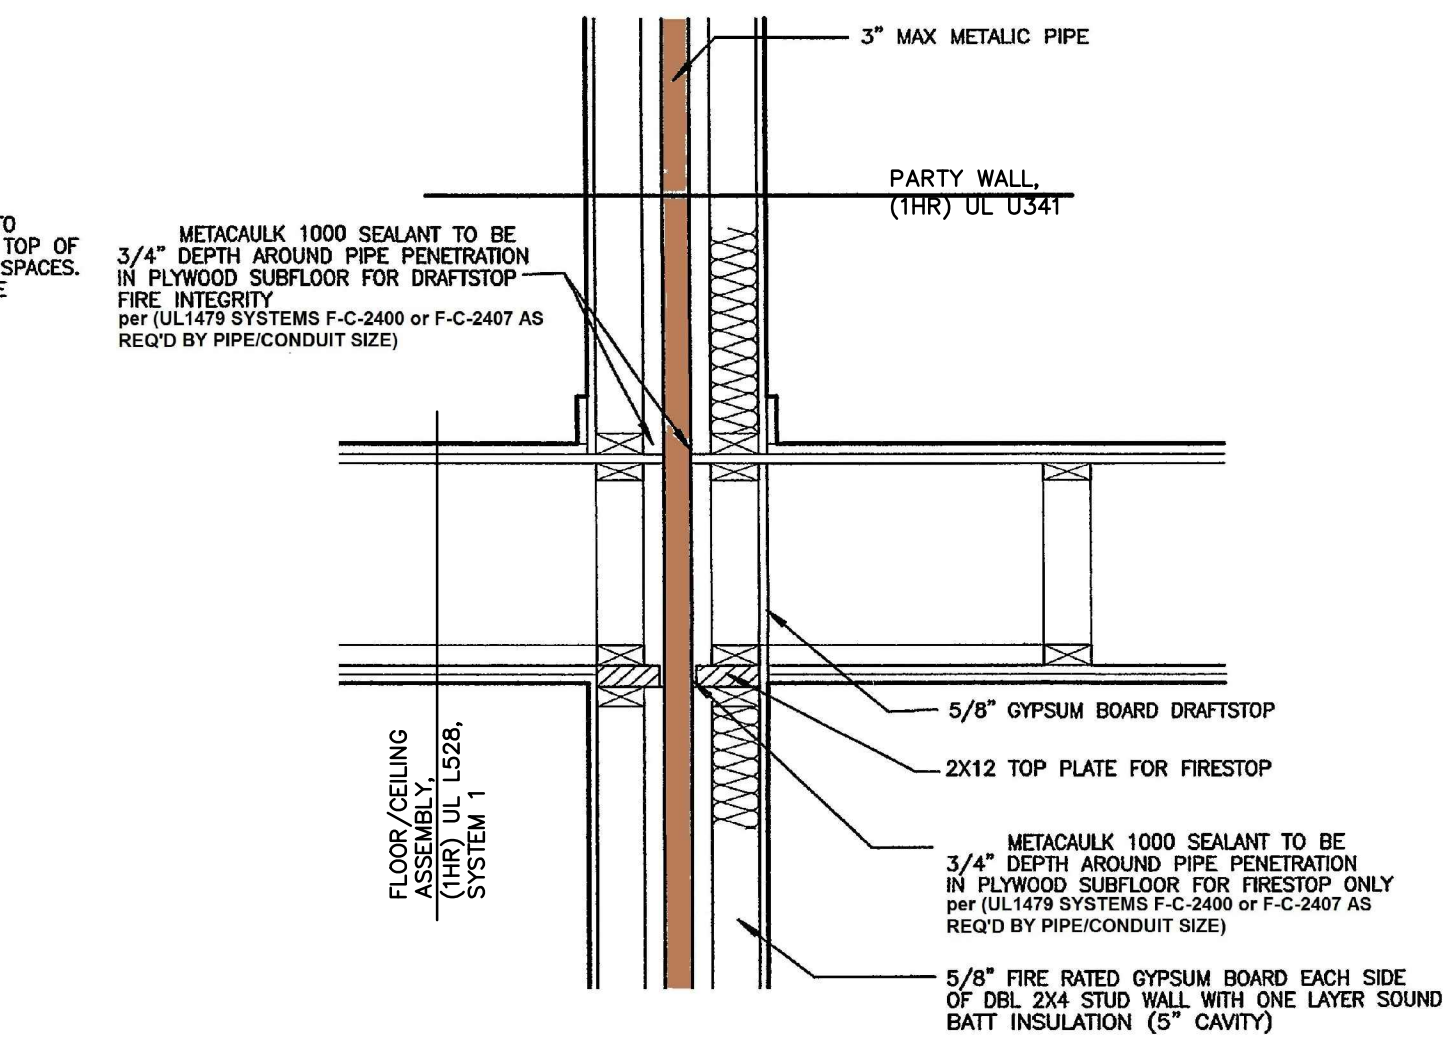 3" MAX METALIC PIPE
PARTY WALL,
(1HR) UL U341
TO
TOP OF
SPACES.
METACAULK 1000 SEALANT TO BE
3/4" DEPTH AROUND PIPE PENETRATION
IN PLYWOOD SUBFLOOR FOR DRAFTSTOP
FIRE INTEGRITY
per (UL1479 SYSTEMS F-C-2400 or F-C-2407 AS
REQ'D BY PIPE/CONDUIT SIZE)
FLOOR/CEILING
ASSEMBLY,
(1HR) UL L528,
SYSTEM 1
5/8" GYPSUM BOARD DRAFTSTOP
2X12 TOP PLATE FOR FIRESTOP
METACAULK 1000 SEALANT TO BE
3/4" DEPTH AROUND PIPE PENETRATION
IN PLYWOOD SUBFLOOR FOR FIRESTOP ONLY
per (UL1479 SYSTEMS F-C-2400 or F-C-2407 AS
REQ'D BY PIPE/CONDUIT SIZE)
5/8" FIRE RATED GYPSUM BOARD EACH SIDE
OF DBL 2X4 STUD WALL WITH ONE LAYER SOUND
BATT INSULATION (5" CAVITY)